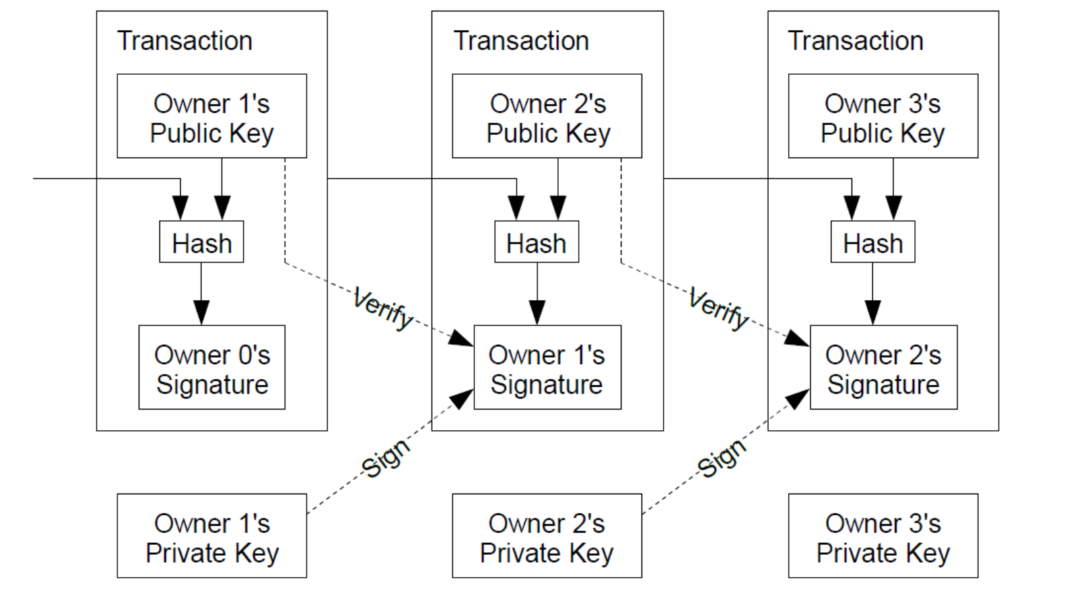 Transaction
Owner 1's
Public Key
Hash
Owner 0's
Signature
Transaction
Owner 2's
Public Key
Hash
Verify
Owner 1's
Signature
Transaction
Owner 3's
Public Key
Hash
Verify
Owner 2's
Signature
Sign
Sign
Owner 1's
Private Key
Owner 2's
Private Key
Owner 3's
Private Key